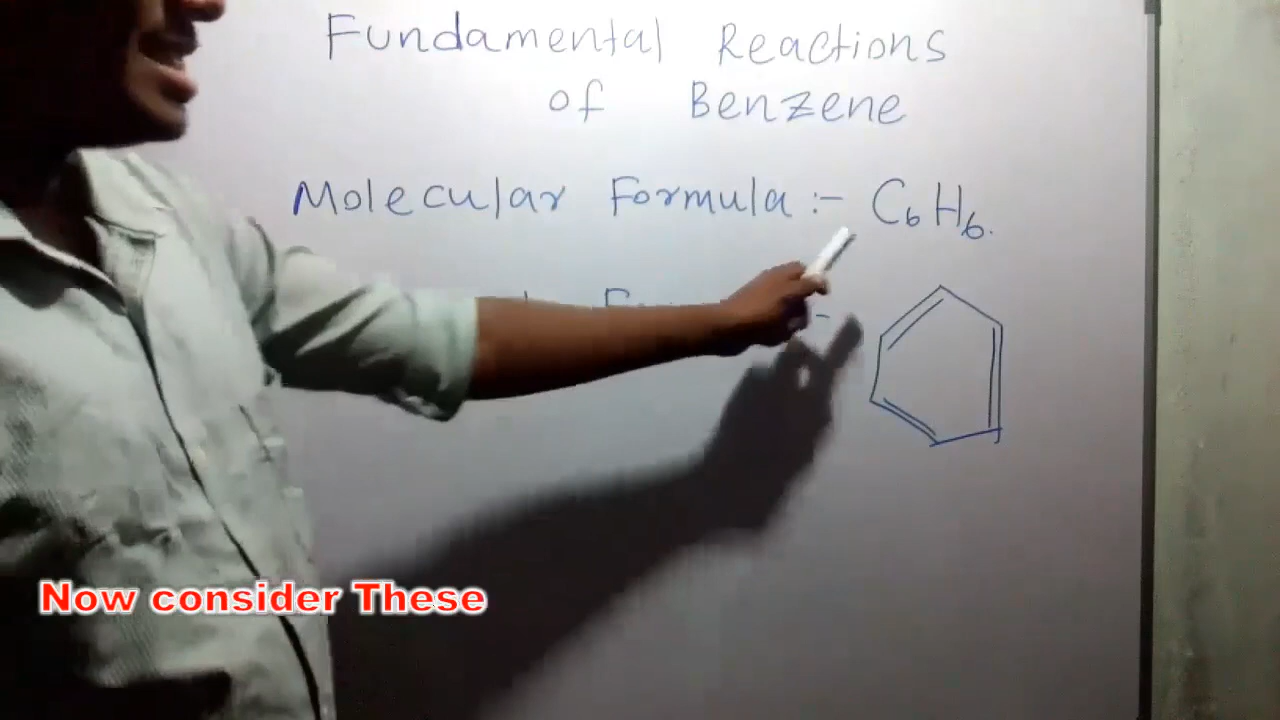 Fundamental Reactions
of Benzene
Molecular Formula :- C6H6.
-
Now consider These